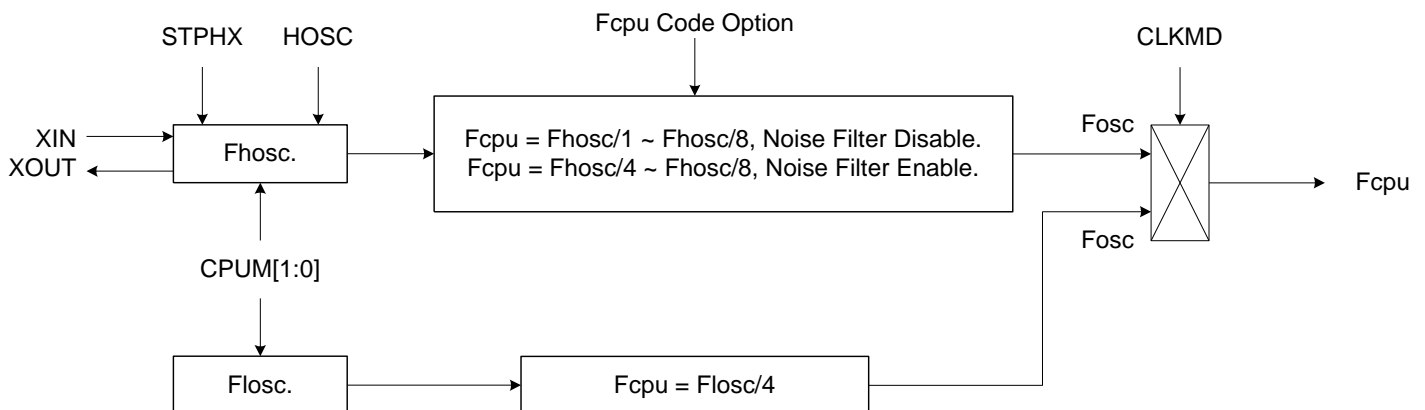 Fcpu Code Option
STPHX
HOSC
CLKMD
XIN
XOUT
Fhosc.
Fcpu = Fhosc/1 ~ Fhosc/8, Noise Filter Disable.
Fcpu = Fhosc/4 ~ Fhosc/8, Noise Filter Enable.
Fosc
Fosc
Fcpu
CPUM[1:0]
Flosc.
Fcpu = Flosc/4